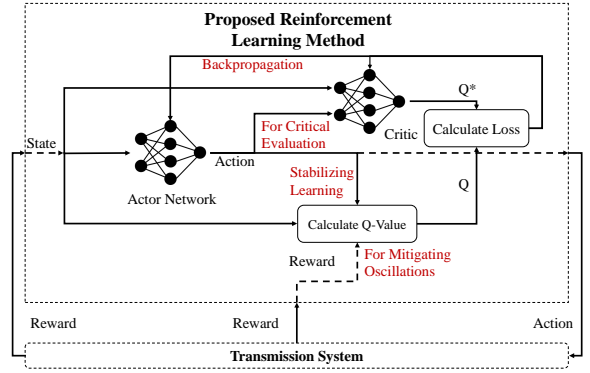 Proposed Reinforcement
Learning Method
Backpropagation
Q*
State
For Critical
Evaluation
Critic
Calculate Loss
Action
Actor Network
Stabilizing
Learning
Q
Calculate Q-Value
Reward
For Mitigating
Oscillations
Reward
Reward
Action
Transmission System